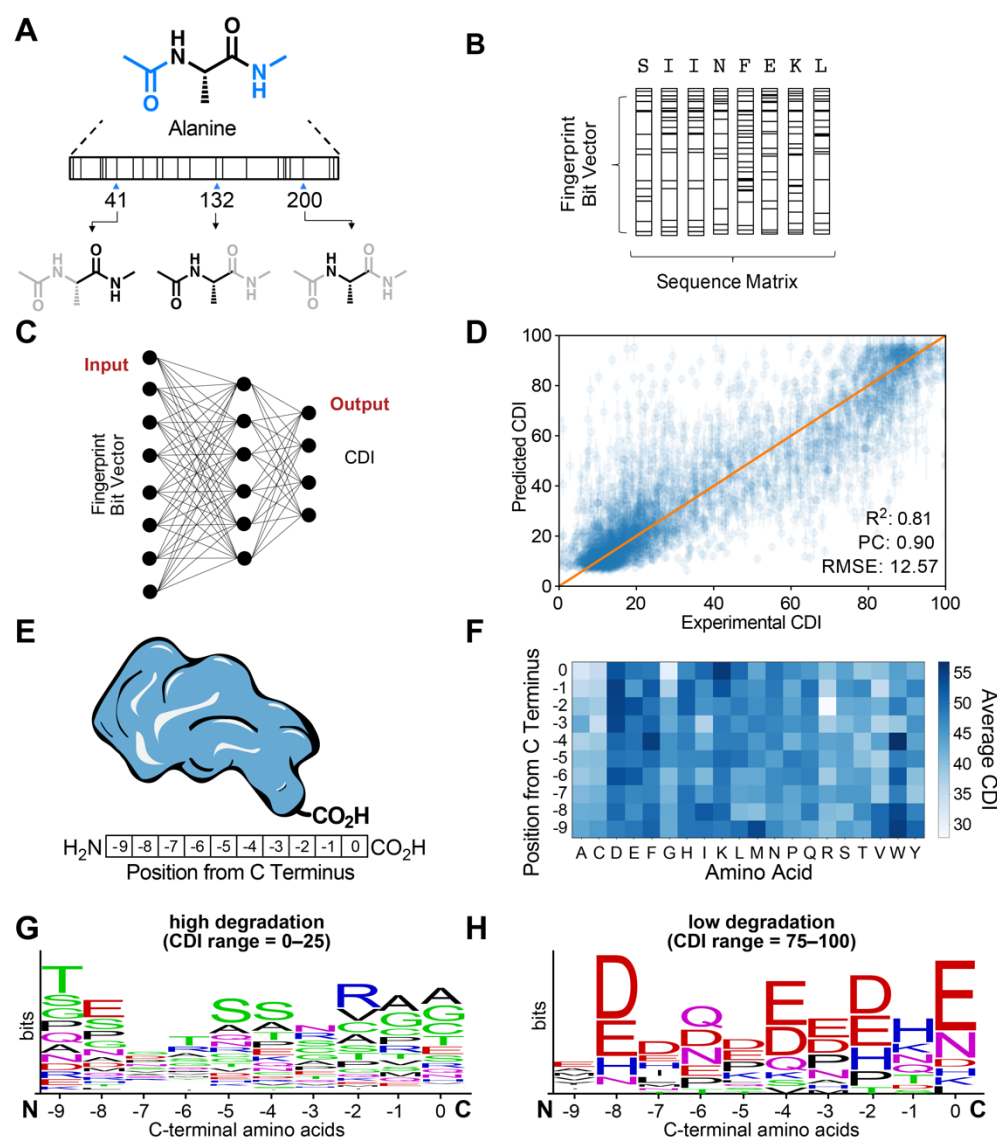 A
O
H
N
N
H
O
Alanine
41
132
200
O
H
N
N
H
O
O
H
N
N
H
O
O
H
N
N
H
O
B
S I I N F E K L
Fingerprint
Bit Vector
Sequence Matrix
C
Input
Output
CDI
Fingerprint
Bit Vector
D
100
80
60
40
20
0
Predicted CDI
R²: 0.81
PC: 0.90
RMSE: 12.57
0 20 40 60 80 100
Experimental CDI
E
CO₂H
H₂N -9 -8 -7 -6 -5 -4 -3 -2 -1 0 CO₂H
Position from C Terminus
F
Position from C Terminus
0
-1
-2
-3
-4
-5
-6
-7
-8
-9
A C D E F G H I K L M N P Q R S T V W Y
Amino Acid
55
50
45
40
35
30
Average CDI
G
high degradation
(CDI range = 0–25)
bits
T
S
G
P
Q
A
N
E
S
P
G
N
T
S
A
S
A
N
R
V
C
A
A
G
A
G
C
N -9 -8 -7 -6 -5 -4 -3 -2 -1 0 C
C-terminal amino acids
H
low degradation
(CDI range = 75–100)
bits
D
E
H
N
D
Q
D
N
E
D
Q
E
D
P
D
E
H
P
H
K
N
Q
E
N
D
N -9 -8 -7 -6 -5 -4 -3 -2 -1 0 C
C-terminal amino acids